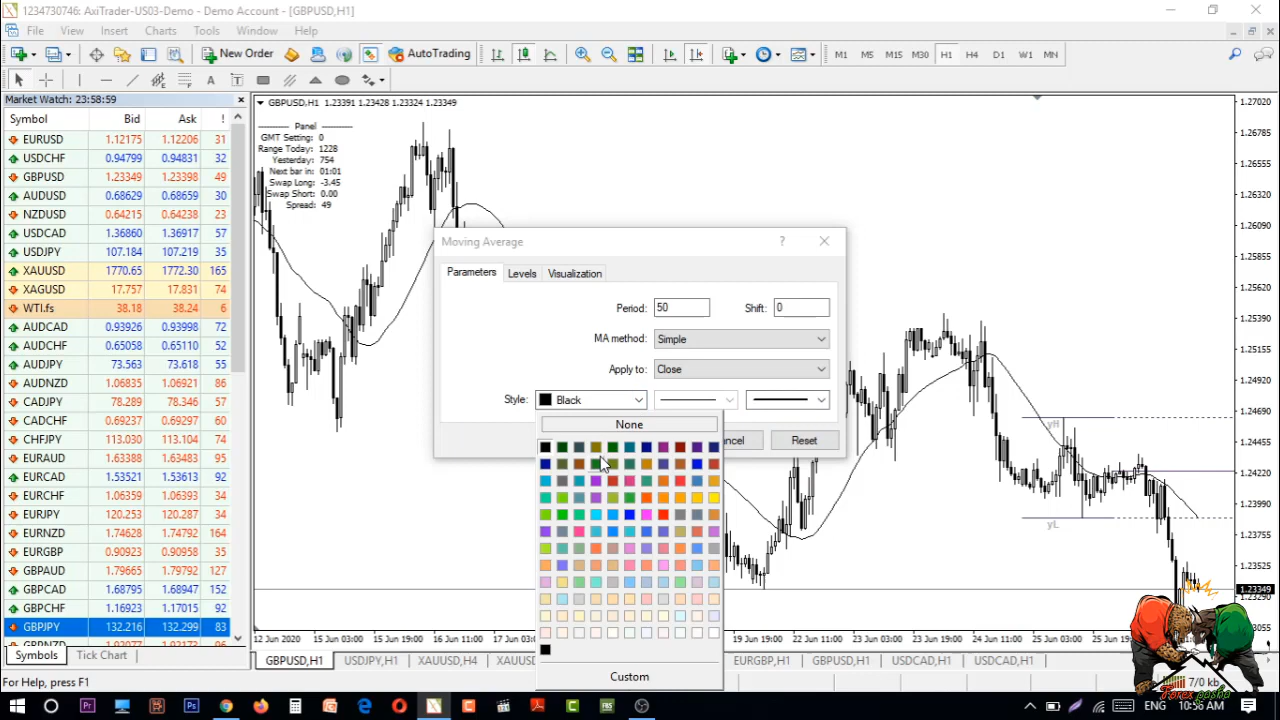 1234730746: AxiTrader-US03-Demo - Demo Account - [GBPUSD,H1]
File View Insert Charts Tools Window Help
New Order AutoTrading M1 M5 M15 M30 H1 H4 D1 W1 MN
A T
Market Watch: 23:58:59
Symbol Bid Ask !
EURUSD 1.12175 1.12206 31
USDCHF 0.94799 0.94831 32
GBPUSD 1.23349 1.23398 49
AUDUSD 0.68629 0.68659 30
NZDUSD 0.64215 0.64238 23
USDCAD 1.36860 1.36917 57
USDJPY 107.184 107.219 35
XAUUSD 1770.65 1772.30 165
XAGUSD 17.757 17.831 74
WTI.fs 38.18 38.24 6
AUDCAD 0.93926 0.93998 72
AUDCHF 0.65058 0.65110 52
AUDJPY 73.563 73.618 55
AUDNZD 1.06835 1.06921 86
CADJPY 78.289 78.346 57
CADCHF 0.69237 0.69297 60
CHFJPY 113.030 113.104 74
EURAUD 1.63388 1.63486 98
EURCAD 1.53521 1.53613 92
EURCHF 1.06359 1.06393 34
EURJPY 120.253 120.287 34
EURNZD 1.74628 1.74792 164
EURGBP 0.90923 0.90958 35
GBPAUD 1.79665 1.79792 127
GBPCAD 1.68795 1.68947 152
GBPCHF 1.16923 1.17015 92
GBPJPY 132.216 132.299 83
Symbols Tick Chart
GBPUSD,H1 1.23391 1.23428 1.23324 1.23349
Panel
GMT Setting: 0
Range Today: 1228
Yesterday: 754
Next bar in: 01:01
Swap Long: -3.45
Swap Short: 0.00
Spread: 49
Moving Average ?
Parameters Levels Visualization
Period: 50 Shift: 0
MA method: Simple
Apply to: Close
Style: Black
None
Reset
Custom
yH
yL
1.27020
1.26785
1.26555
1.26320
1.26090
1.25855
1.25620
1.25390
1.25155
1.24925
1.24690
1.24460
1.24225
1.23990
1.23755
1.23525
1.23349
1.23290
12 Jun 2020 15 Jun 03:00 15 Jun 19:00 16 Jun 11:00 17 Jun 03:00 19 Jun 19:00 22 Jun 11:00 23 Jun 03:00 23 Jun 19:00 24 Jun 11:00 25 Jun 03:00
GBPUSD,H1 USDJPY,H1 XAUUSD,H4 EURGBP,H1 GBPUSD,H1 USDCAD,H1 USDCAD,H1
For Help, press F1 7/0 kb
Forex pasha
ENG 10:56 AM